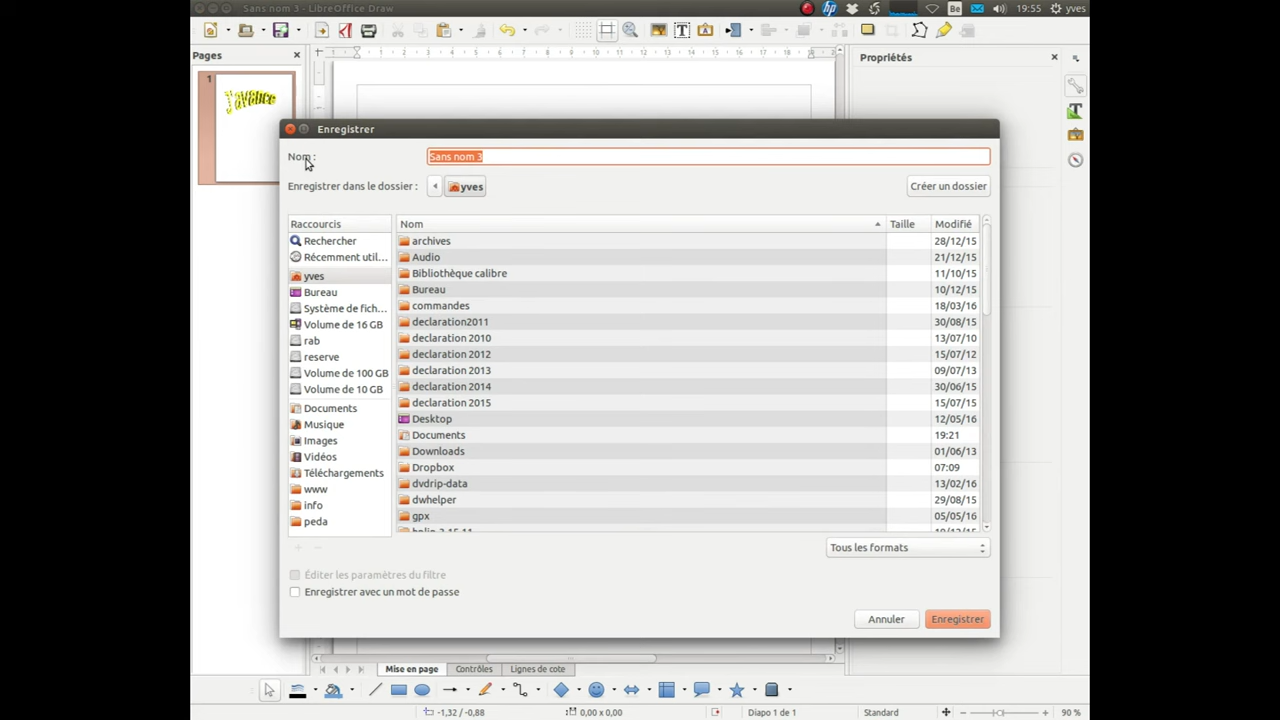 Sans nom 3 - LibreOffice Draw
Be
19:55
yves
Pages
Propriétés
1
j'avance
Enregistrer
Nom :
Sans nom 3
Enregistrer dans le dossier :
yves
Créer un dossier
Raccourcis
Nom
Taille
Modifié
Rechercher
archives
28/12/15
Récemment util...
Audio
21/12/15
yves
Bibliothèque calibre
11/10/15
Bureau
Bureau
10/12/15
Système de fich...
commandes
18/03/16
Volume de 16 GB
declaration2011
30/08/15
rab
declaration 2010
13/07/10
reserve
declaration 2012
15/07/12
Volume de 100 GB
declaration 2013
09/07/13
Volume de 10 GB
declaration 2014
30/06/15
declaration 2015
15/07/15
Documents
Desktop
12/05/16
Musique
Documents
19:21
Images
Downloads
01/06/13
Vidéos
Dropbox
07:09
Téléchargements
dvdrip-data
13/02/16
www
dwhelper
29/08/15
info
gpx
05/05/16
peda
Tous les formats
Éditer les paramètres du filtre
Enregistrer avec un mot de passe
Annuler
Enregistrer
Mise en page
Contrôles
Lignes de cote
-1,32 / -0,88
0,00 x 0,00
Diapo 1 de 1
Standard
90 %